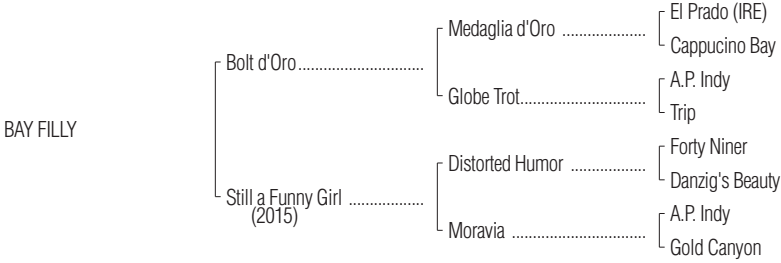 El Prado (IRE)
Medaglia d'Oro ....................
Cappucino Bay
Bolt d'Oro..............................
A.P. Indy
Globe Trot..............................
Trip
BAY FILLY
Forty Niner
Distorted Humor ..................
Danzig's Beauty
Still a Funny Girl ..................
(2015)
A.P. Indy
Moravia ................................
Gold Canyon